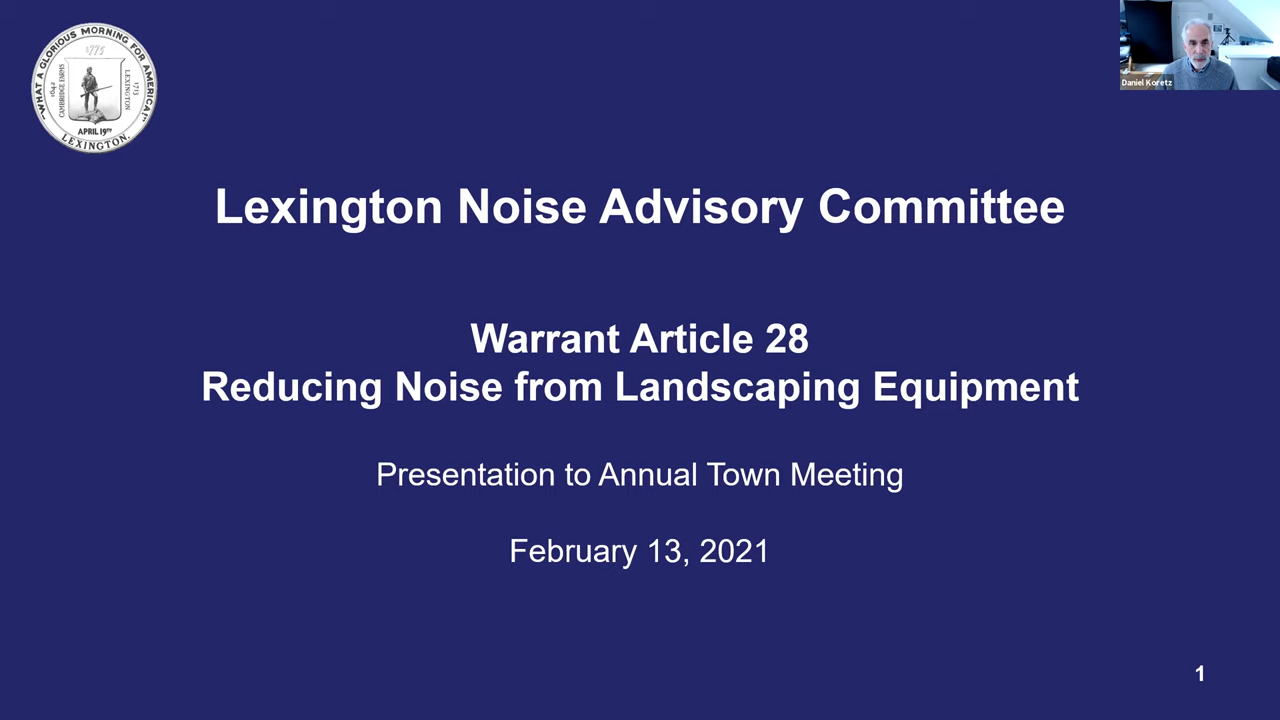 "WHAT A GLORIOUS MORNING FOR AMERICA!"
1775
1642
CAMBRIDGE FARMS
LEXINGTON
1713
APRIL 19TH
LEXINGTON.
Daniel Koretz
Lexington Noise Advisory Committee
Warrant Article 28
Reducing Noise from Landscaping Equipment
Presentation to Annual Town Meeting
February 13, 2021
1